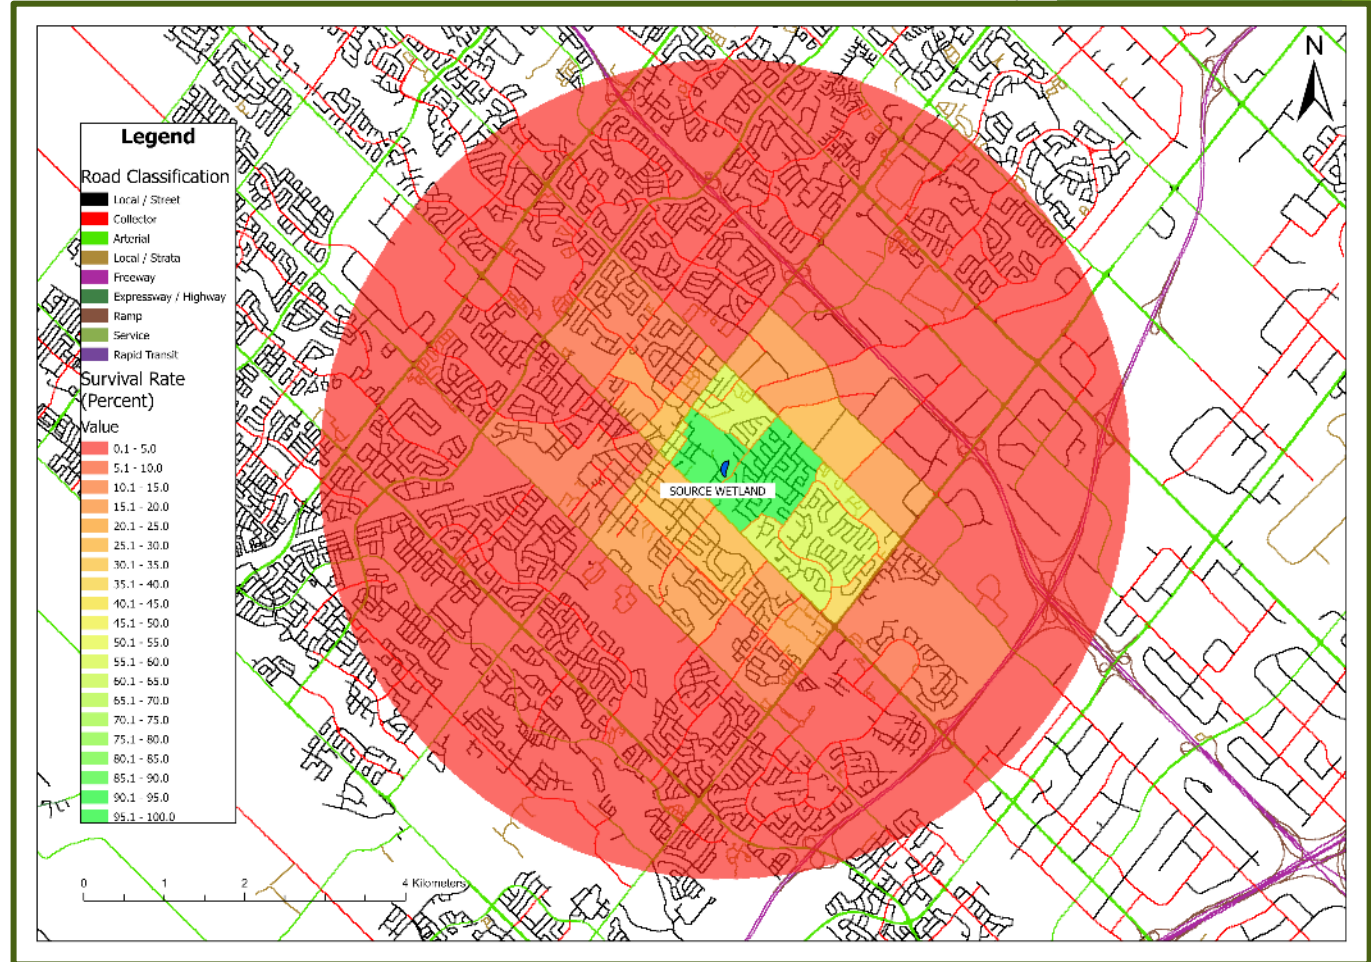 N
Legend
Road Classification
Local / Street
Collector
Arterial
Local / Strata
Freeway
Expressway / Highway
Ramp
Service
Rapid Transit
Survival Rate
(Percent)
Value
0.1 - 5.0
5.1 - 10.0
10.1 - 15.0
15.1 - 20.0
20.1 - 25.0
25.1 - 30.0
30.1 - 35.0
35.1 - 40.0
40.1 - 45.0
45.1 - 50.0
50.1 - 55.0
55.1 - 60.0
60.1 - 65.0
65.1 - 70.0
70.1 - 75.0
75.1 - 80.0
80.1 - 85.0
85.1 - 90.0
90.1 - 95.0
95.1 - 100.0
SOURCE WETLAND
0 1 2 4 Kilometers